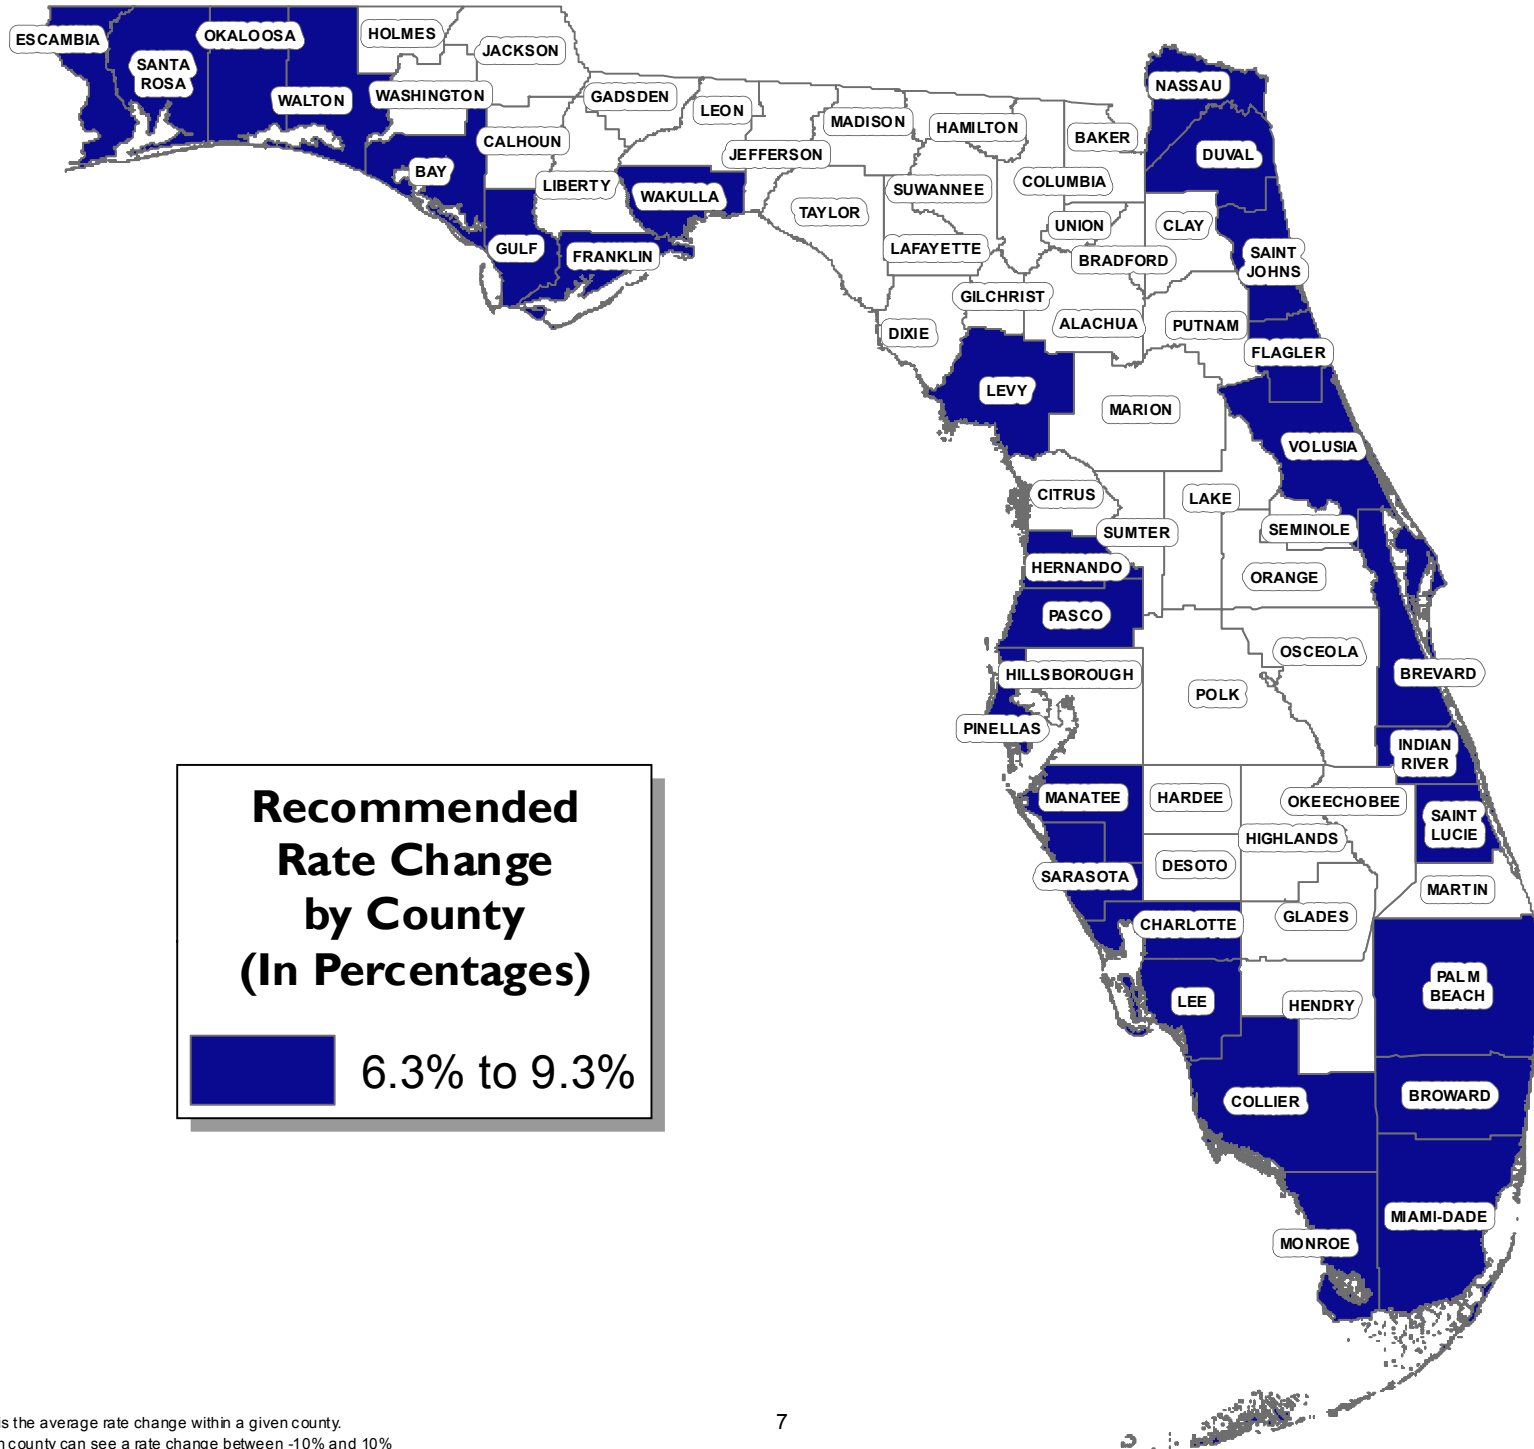 ESCAMBIA
SANTA
ROSA
OKALOOSA
WALTON
HOLMES
JACKSON
WASHINGTON
BAY
CALHOUN
GULF
GADSDEN
LIBERTY
FRANKLIN
LEON
WAKULLA
JEFFERSON
MADISON
TAYLOR
HAMILTON
SUWANNEE
LAFAYETTE
DIXIE
COLUMBIA
GILCHRIST
BAKER
UNION
BRADFORD
ALACHUA
NASSAU
DUVAL
CLAY
SAINT
JOHNS
PUTNAM
FLAGLER
LEVY
MARION
VOLUSIA
CITRUS
SUMTER
LAKE
SEMINOLE
HERNANDO
ORANGE
PASCO
OSCEOLA
HILLSBOROUGH
POLK
BREVARD
PINELLAS
INDIAN
RIVER
MANATEE
HARDEE
OKEECHOBEE
SAINT
LUCIE
HIGHLANDS
SARASOTA
DESOTO
MARTIN
CHARLOTTE
GLADES
LEE
HENDRY
PALM
BEACH
COLLIER
BROWARD
MONROE
MIAMI-DADE
Recommended
Rate Change
by County
(In Percentages)
6.3% to 9.3%
is the average rate change within a given county.
county can see a rate change between -10% and 10%
7